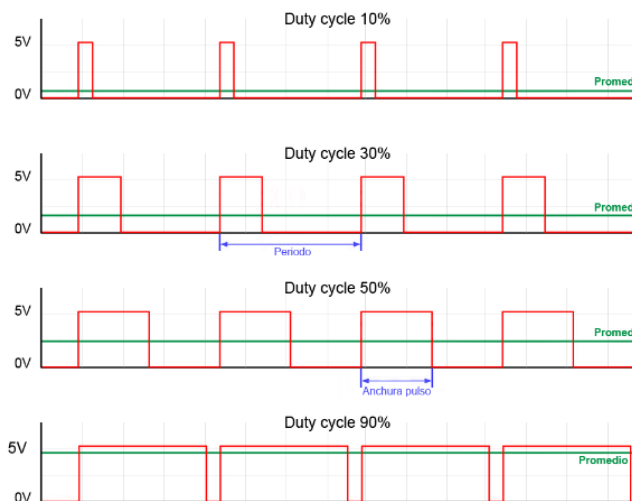 Duty cycle 10%
5V
Promed
0V
Duty cycle 30%
5V
Promed
0V
Periodo
Duty cycle 50%
5V
Promed
0V
Anchura pulso
Duty cycle 90%
5V
Promedio
0V